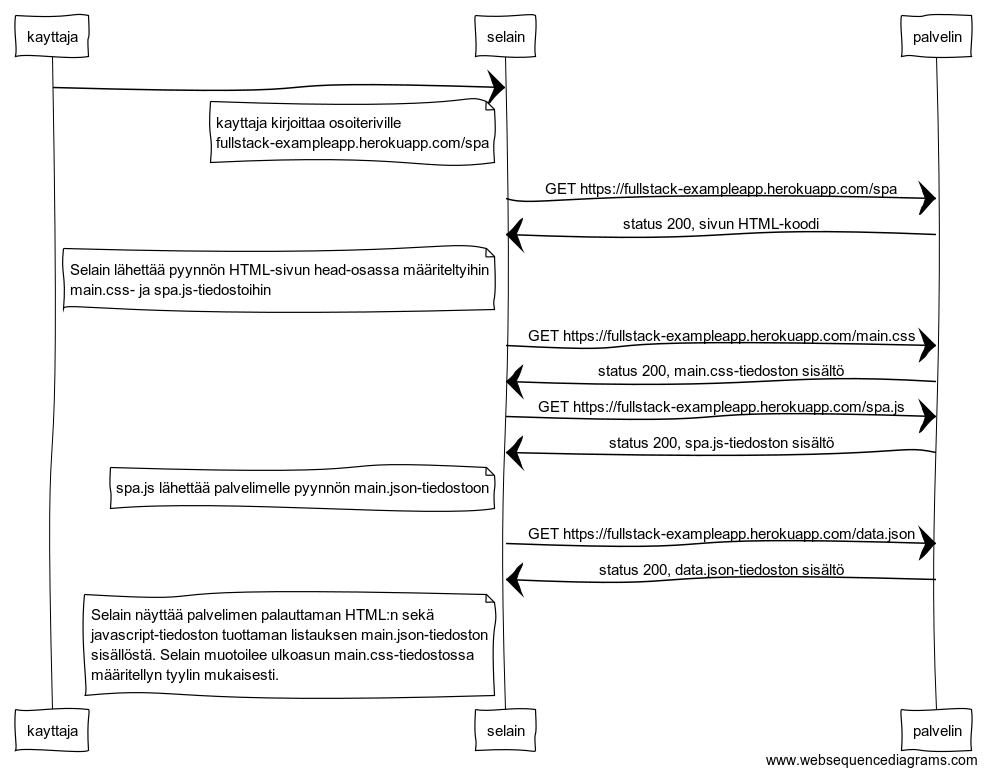 kayttaja
selain
palvelin
kayttaja kirjoittaa osoiteriville
fullstack-exampleapp.herokuapp.com/spa
GET https://fullstack-exampleapp.herokuapp.com/spa
status 200, sivun HTML-koodi
Selain lähettää pyynnön HTML-sivun head-osassa määriteltyihin
main.css- ja spa.js-tiedostoihin
GET https://fullstack-exampleapp.herokuapp.com/main.css
status 200, main.css-tiedoston sisältö
GET https://fullstack-exampleapp.herokuapp.com/spa.js
status 200, spa.js-tiedoston sisältö
spa.js lähettää palvelimelle pyynnön main.json-tiedostoon
GET https://fullstack-exampleapp.herokuapp.com/data.json
status 200, data.json-tiedoston sisältö
Selain näyttää palvelimen palauttaman HTML:n sekä
javascript-tiedoston tuottaman listauksen main.json-tiedoston
sisällöstä. Selain muotoilee ulkoasun main.css-tiedostossa
määritellyn tyylin mukaisesti.
kayttaja
selain
palvelin
www.websequencediagrams.com